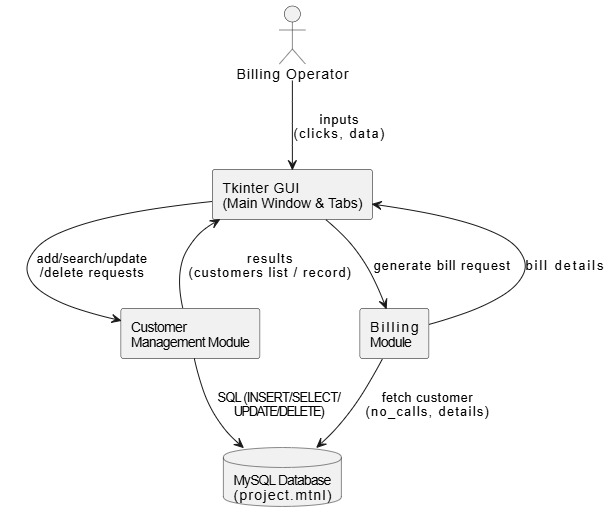 Billing Operator
inputs
(clicks, data)
Tkinter GUI
(Main Window & Tabs)
add/search/update
/delete requests
results
(customers list / record)
generate bill request
bill details
Customer
Management Module
Billing
Module
SQL (INSERT/SELECT/
UPDATE/DELETE)
fetch customer
(no_calls, details)
MySQL Database
(project.mtnl)